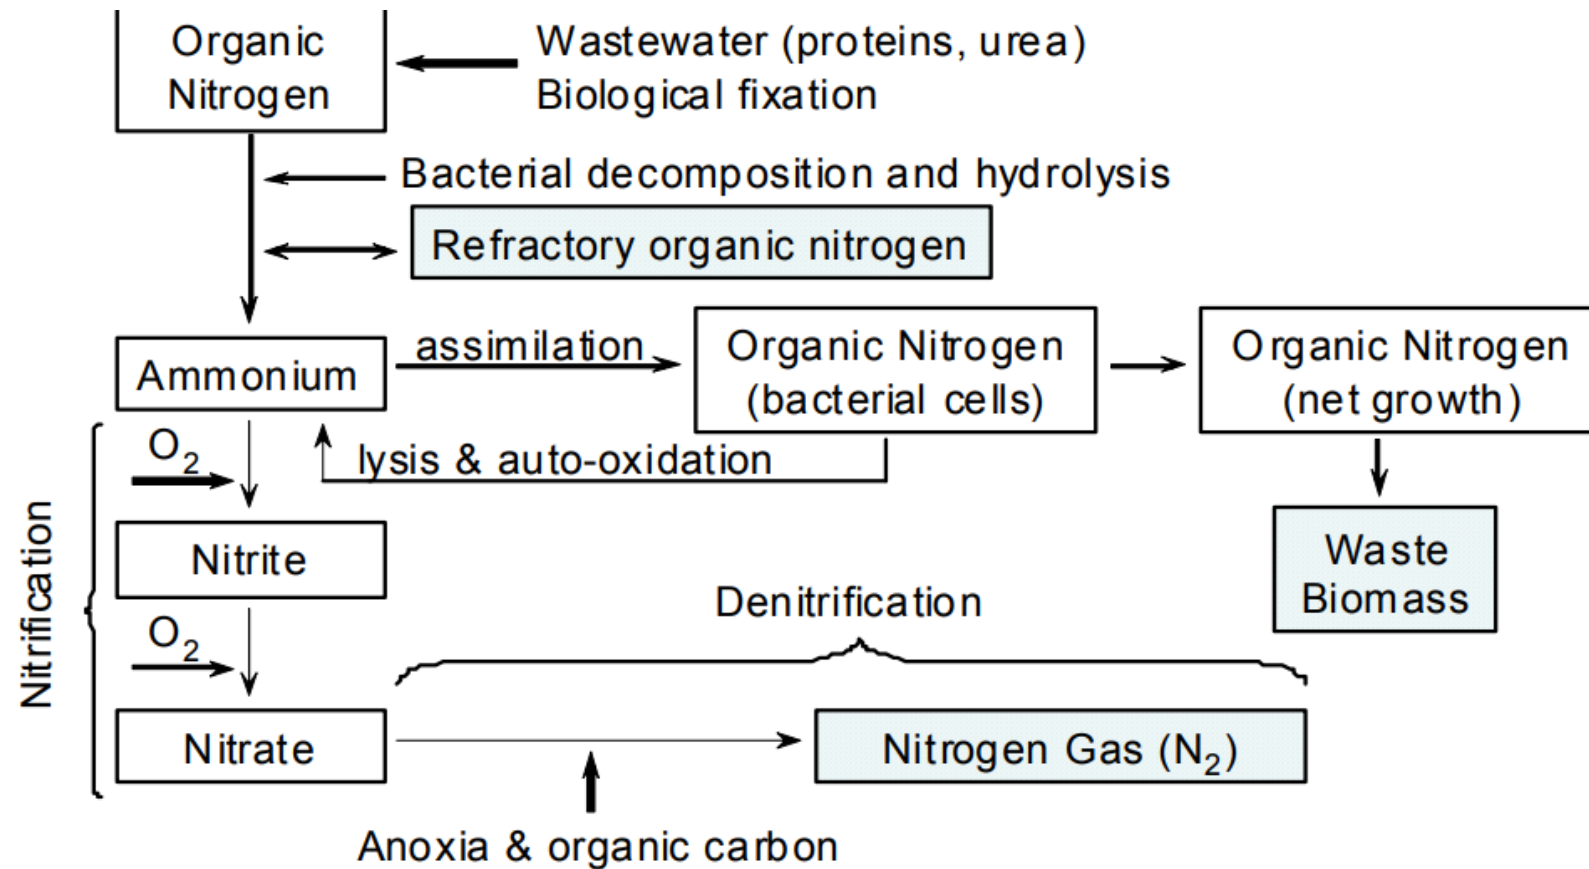 Organic
Nitrogen
Wastewater (proteins, urea)
Biological fixation
Bacterial decomposition and hydrolysis
Refractory organic nitrogen
Ammonium
assimilation
Organic Nitrogen
(bacterial cells)
Organic Nitrogen
(net growth)
O2
lysis & auto-oxidation
Nitrification
Nitrite
Waste
Biomass
Denitrification
O2
Nitrate
Nitrogen Gas (N2)
Anoxia & organic carbon